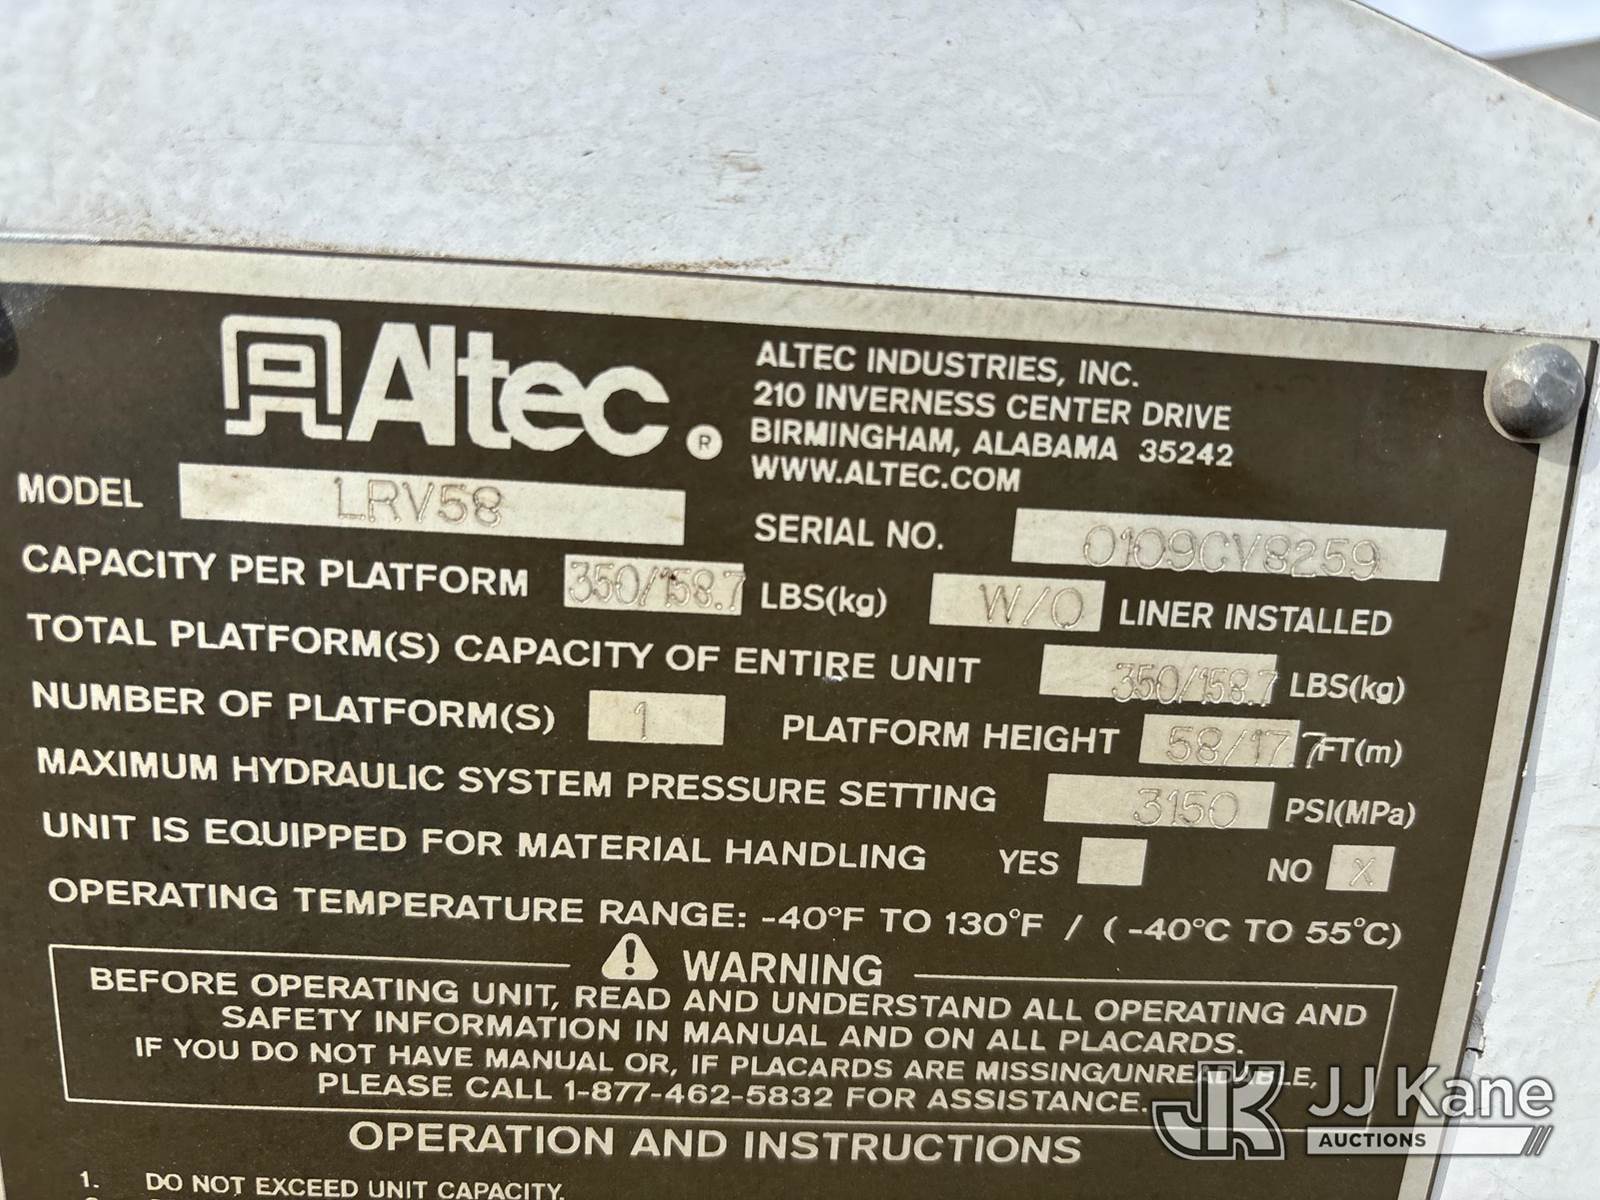 Altec ®
ALTEC INDUSTRIES, INC.
210 INVERNESS CENTER DRIVE
BIRMINGHAM, ALABAMA 35242
WWW.ALTEC.COM
MODEL LRV58
SERIAL NO. 0109CV8259
CAPACITY PER PLATFORM 350/158.7 LBS(kg) W/O LINER INSTALLED
TOTAL PLATFORM(S) CAPACITY OF ENTIRE UNIT 350/158.7 LBS(kg)
NUMBER OF PLATFORM(S) 1 PLATFORM HEIGHT 58/17.7 FT(m)
MAXIMUM HYDRAULIC SYSTEM PRESSURE SETTING 3150 PSI(MPa)
UNIT IS EQUIPPED FOR MATERIAL HANDLING YES NO X
OPERATING TEMPERATURE RANGE: -40°F TO 130°F / ( -40°C TO 55°C)
WARNING
BEFORE OPERATING UNIT, READ AND UNDERSTAND ALL OPERATING AND
SAFETY INFORMATION IN MANUAL AND ON ALL PLACARDS.
IF YOU DO NOT HAVE MANUAL OR, IF PLACARDS ARE MISSING/UNREADABLE,
PLEASE CALL 1-877-462-5832 FOR ASSISTANCE.
OPERATION AND INSTRUCTIONS
1. DO NOT EXCEED UNIT CAPACITY.
JK JJ Kane
AUCTIONS